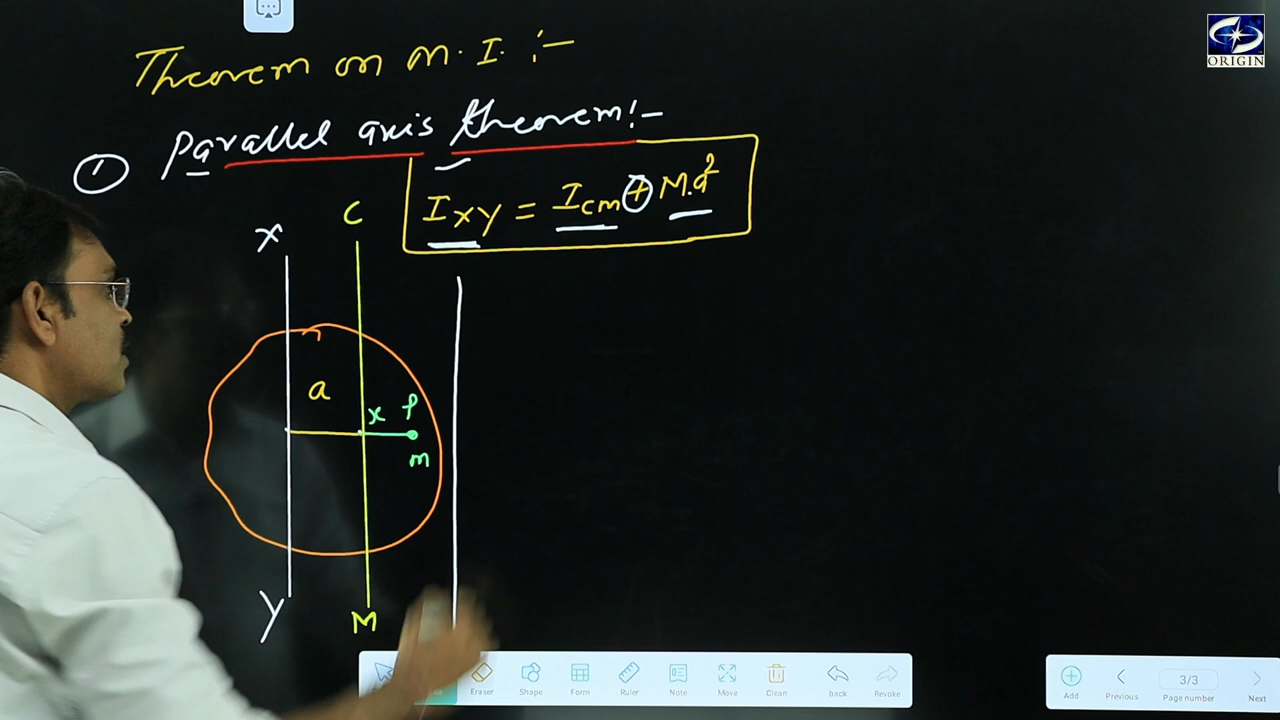 Theorem on M.I. :-
① Parallel axis theorem:-
Ixy = Icm + M.d²
X C
a
x P
m
Y M
ORIGIN
Eraser Shape Form Ruler Note Move Clean back Revoke
Add Previous 3/3 Page number Next